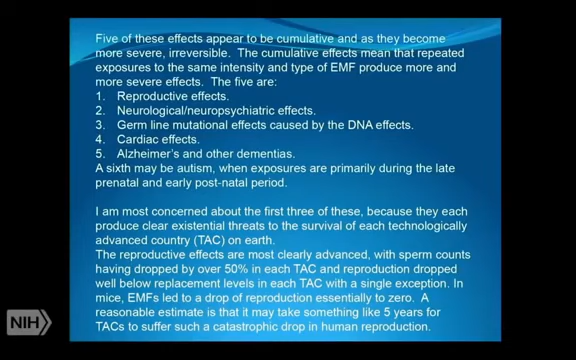 Five of these effects appear to be cumulative and as they become
more severe, irreversible. The cumulative effects mean that repeated
exposures to the same intensity and type of EMF produce more and
more severe effects. The five are:
1. Reproductive effects.
2. Neurological/neuropsychiatric effects.
3. Germ line mutational effects caused by the DNA effects.
4. Cardiac effects.
5. Alzheimer's and other dementias.
A sixth may be autism, when exposures are primarily during the late
prenatal and early post-natal period.
I am most concerned about the first three of these, because they each
produce clear existential threats to the survival of each technologically
advanced country (TAC) on earth.
The reproductive effects are most clearly advanced, with sperm counts
having dropped by over 50% in each TAC and reproduction dropped
well below replacement levels in each TAC with a single exception. In
mice, EMFs led to a drop of reproduction essentially to zero. A
reasonable estimate is that it may take something like 5 years for
TACs to suffer such a catastrophic drop in human reproduction.
NIH